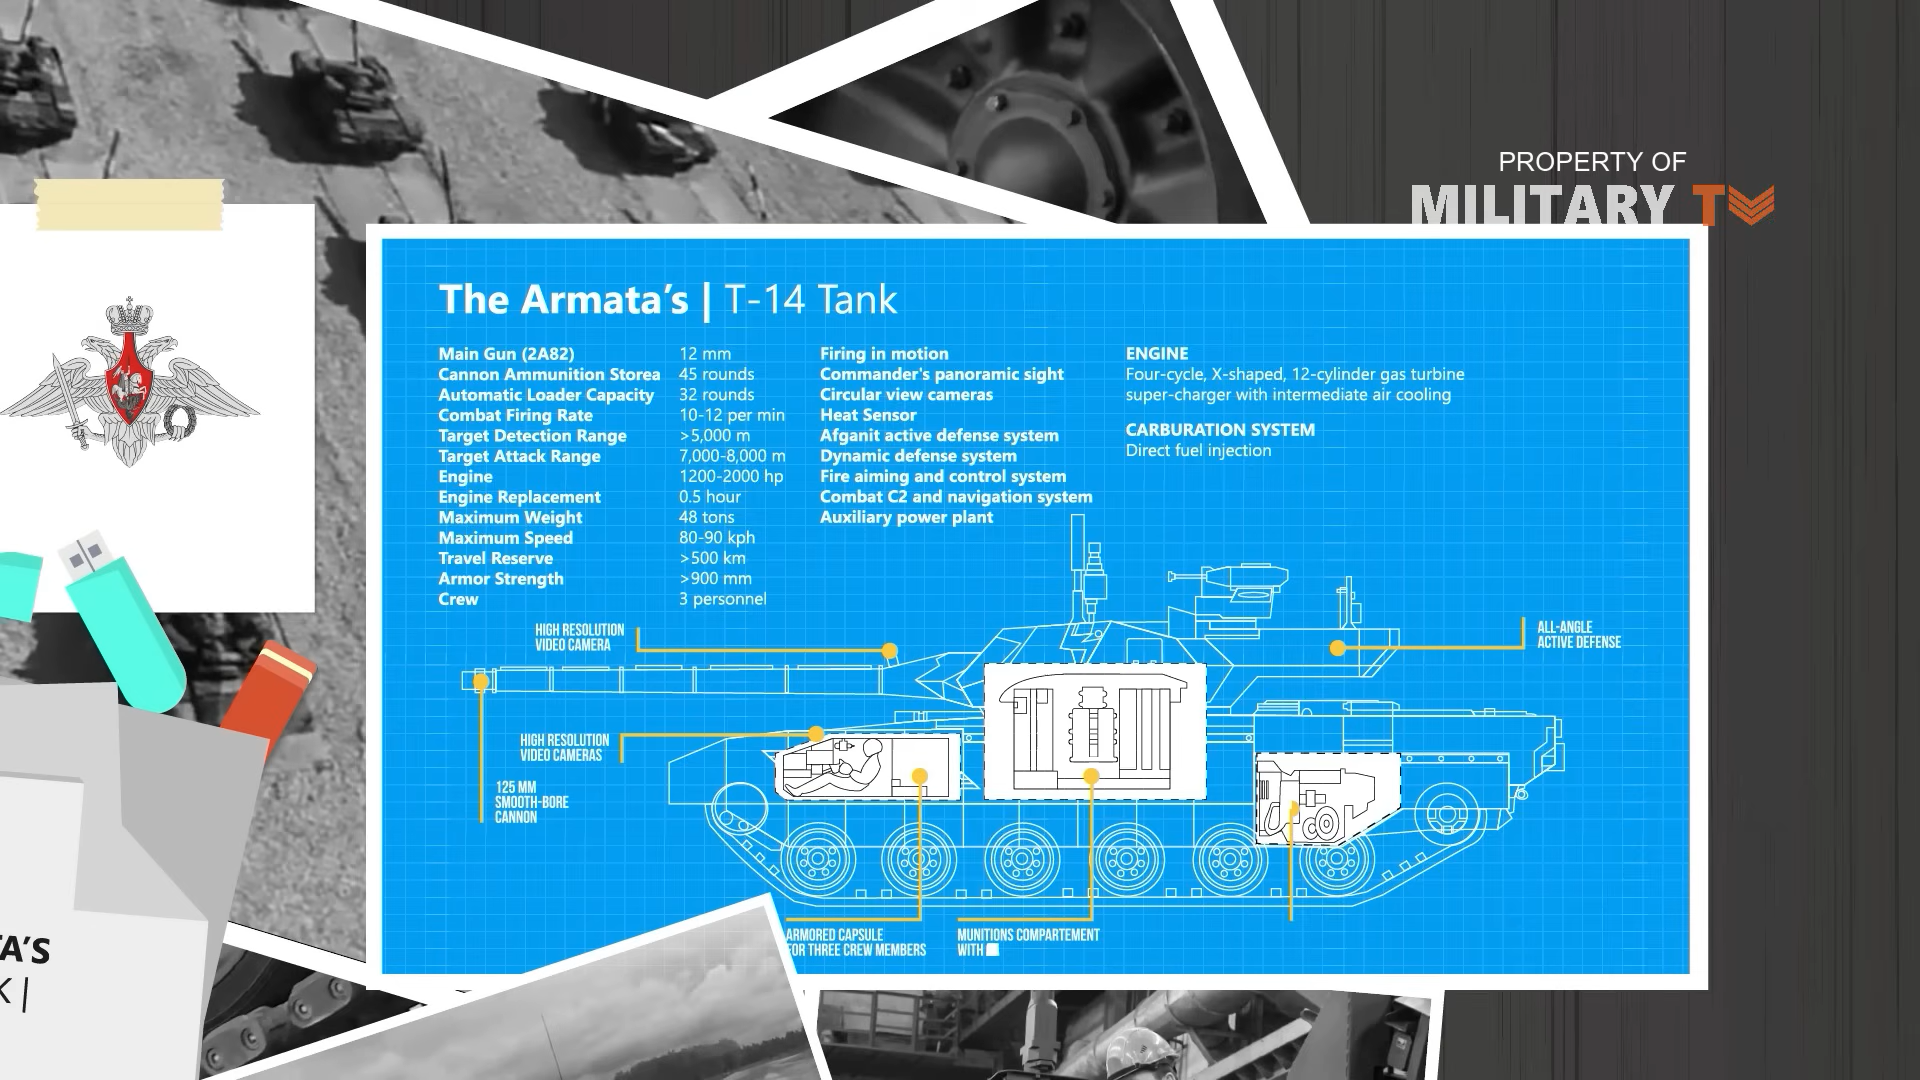 PROPERTY OF
MILITARY TV
The Armata's | T-14 Tank
Main Gun (2A82) 12 mm
Cannon Ammunition Storea 45 rounds
Automatic Loader Capacity 32 rounds
Combat Firing Rate 10-12 per min
Target Detection Range >5,000 m
Target Attack Range 7,000-8,000 m
Engine 1200-2000 hp
Engine Replacement 0.5 hour
Maximum Weight 48 tons
Maximum Speed 80-90 kph
Travel Reserve >500 km
Armor Strength >900 mm
Crew 3 personnel
Firing in motion
Commander's panoramic sight
Circular view cameras
Heat Sensor
Afganit active defense system
Dynamic defense system
Fire aiming and control system
Combat C2 and navigation system
Auxiliary power plant
ENGINE
Four-cycle, X-shaped, 12-cylinder gas turbine
super-charger with intermediate air cooling
CARBURATION SYSTEM
Direct fuel injection
HIGH RESOLUTION
VIDEO CAMERA
ALL-ANGLE
ACTIVE DEFENSE
HIGH RESOLUTION
VIDEO CAMERAS
125 MM
SMOOTH-BORE
CANNON
ARMORED CAPSULE
FOR THREE CREW MEMBERS
MUNITIONS COMPARTEMENT
WITH
TA'S
K |